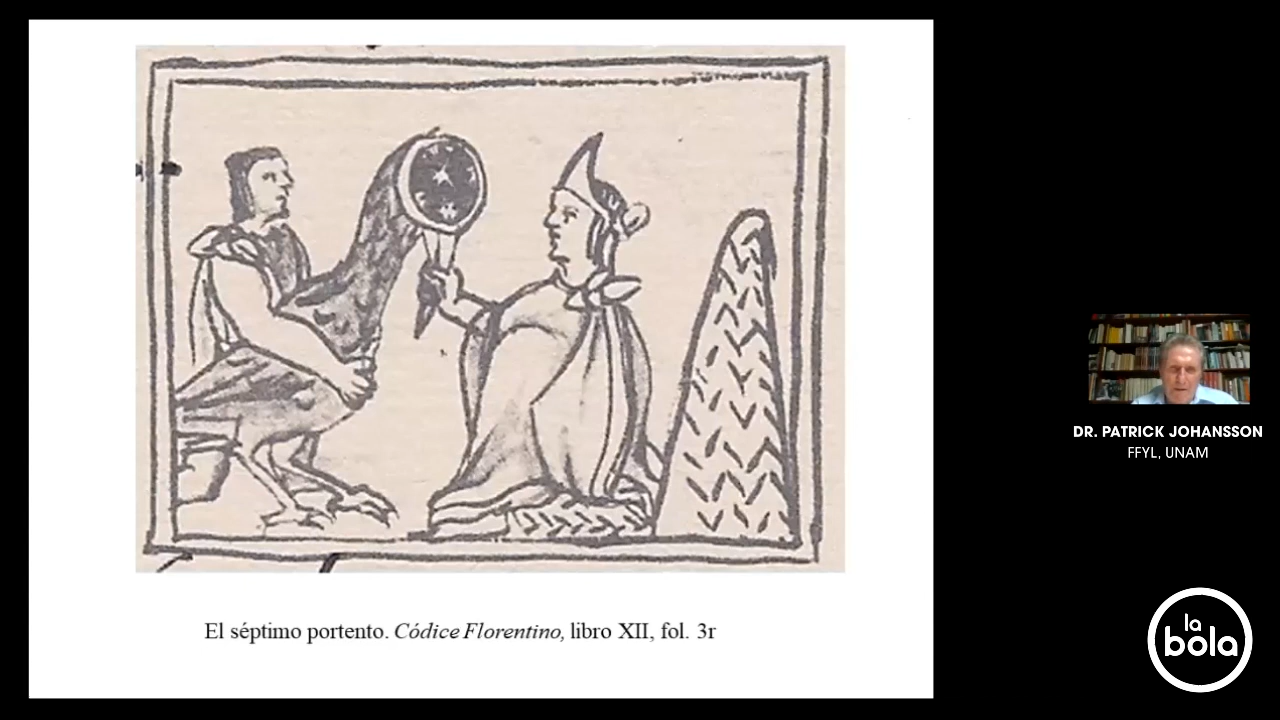 El séptimo portento. Códice Florentino, libro XII, fol. 3r
DR. PATRICK JOHANSSON
FFYL, UNAM
la
bola